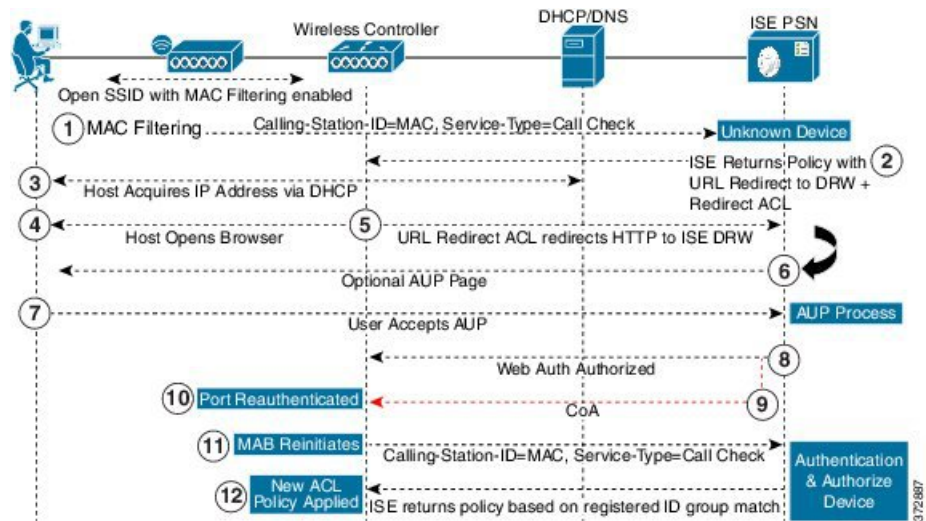 DHCP/DNS
ISE PSN
Wireless Controller
Open SSID with MAC Filtering enabled
1 MAC Filtering
Calling-Station-ID=MAC, Service-Type=Call Check
Unknown Device
ISE Returns Policy with 2
URL Redirect to DRW +
Redirect ACL
3
Host Acquires IP Address via DHCP
4
5
Host Opens Browser
URL Redirect ACL redirects HTTP to ISE DRW
6
Optional AUP Page
7
AUP Process
User Accepts AUP
8
Web Auth Authorized
10 Port Reauthenticated
9
CoA
11 MAB Reinitiates
Calling-Station-ID=MAC, Service-Type=Call Check
Authentication
& Authorize
Device
12 New ACL
Policy Applied
ISE returns policy based on registered ID group match
372887